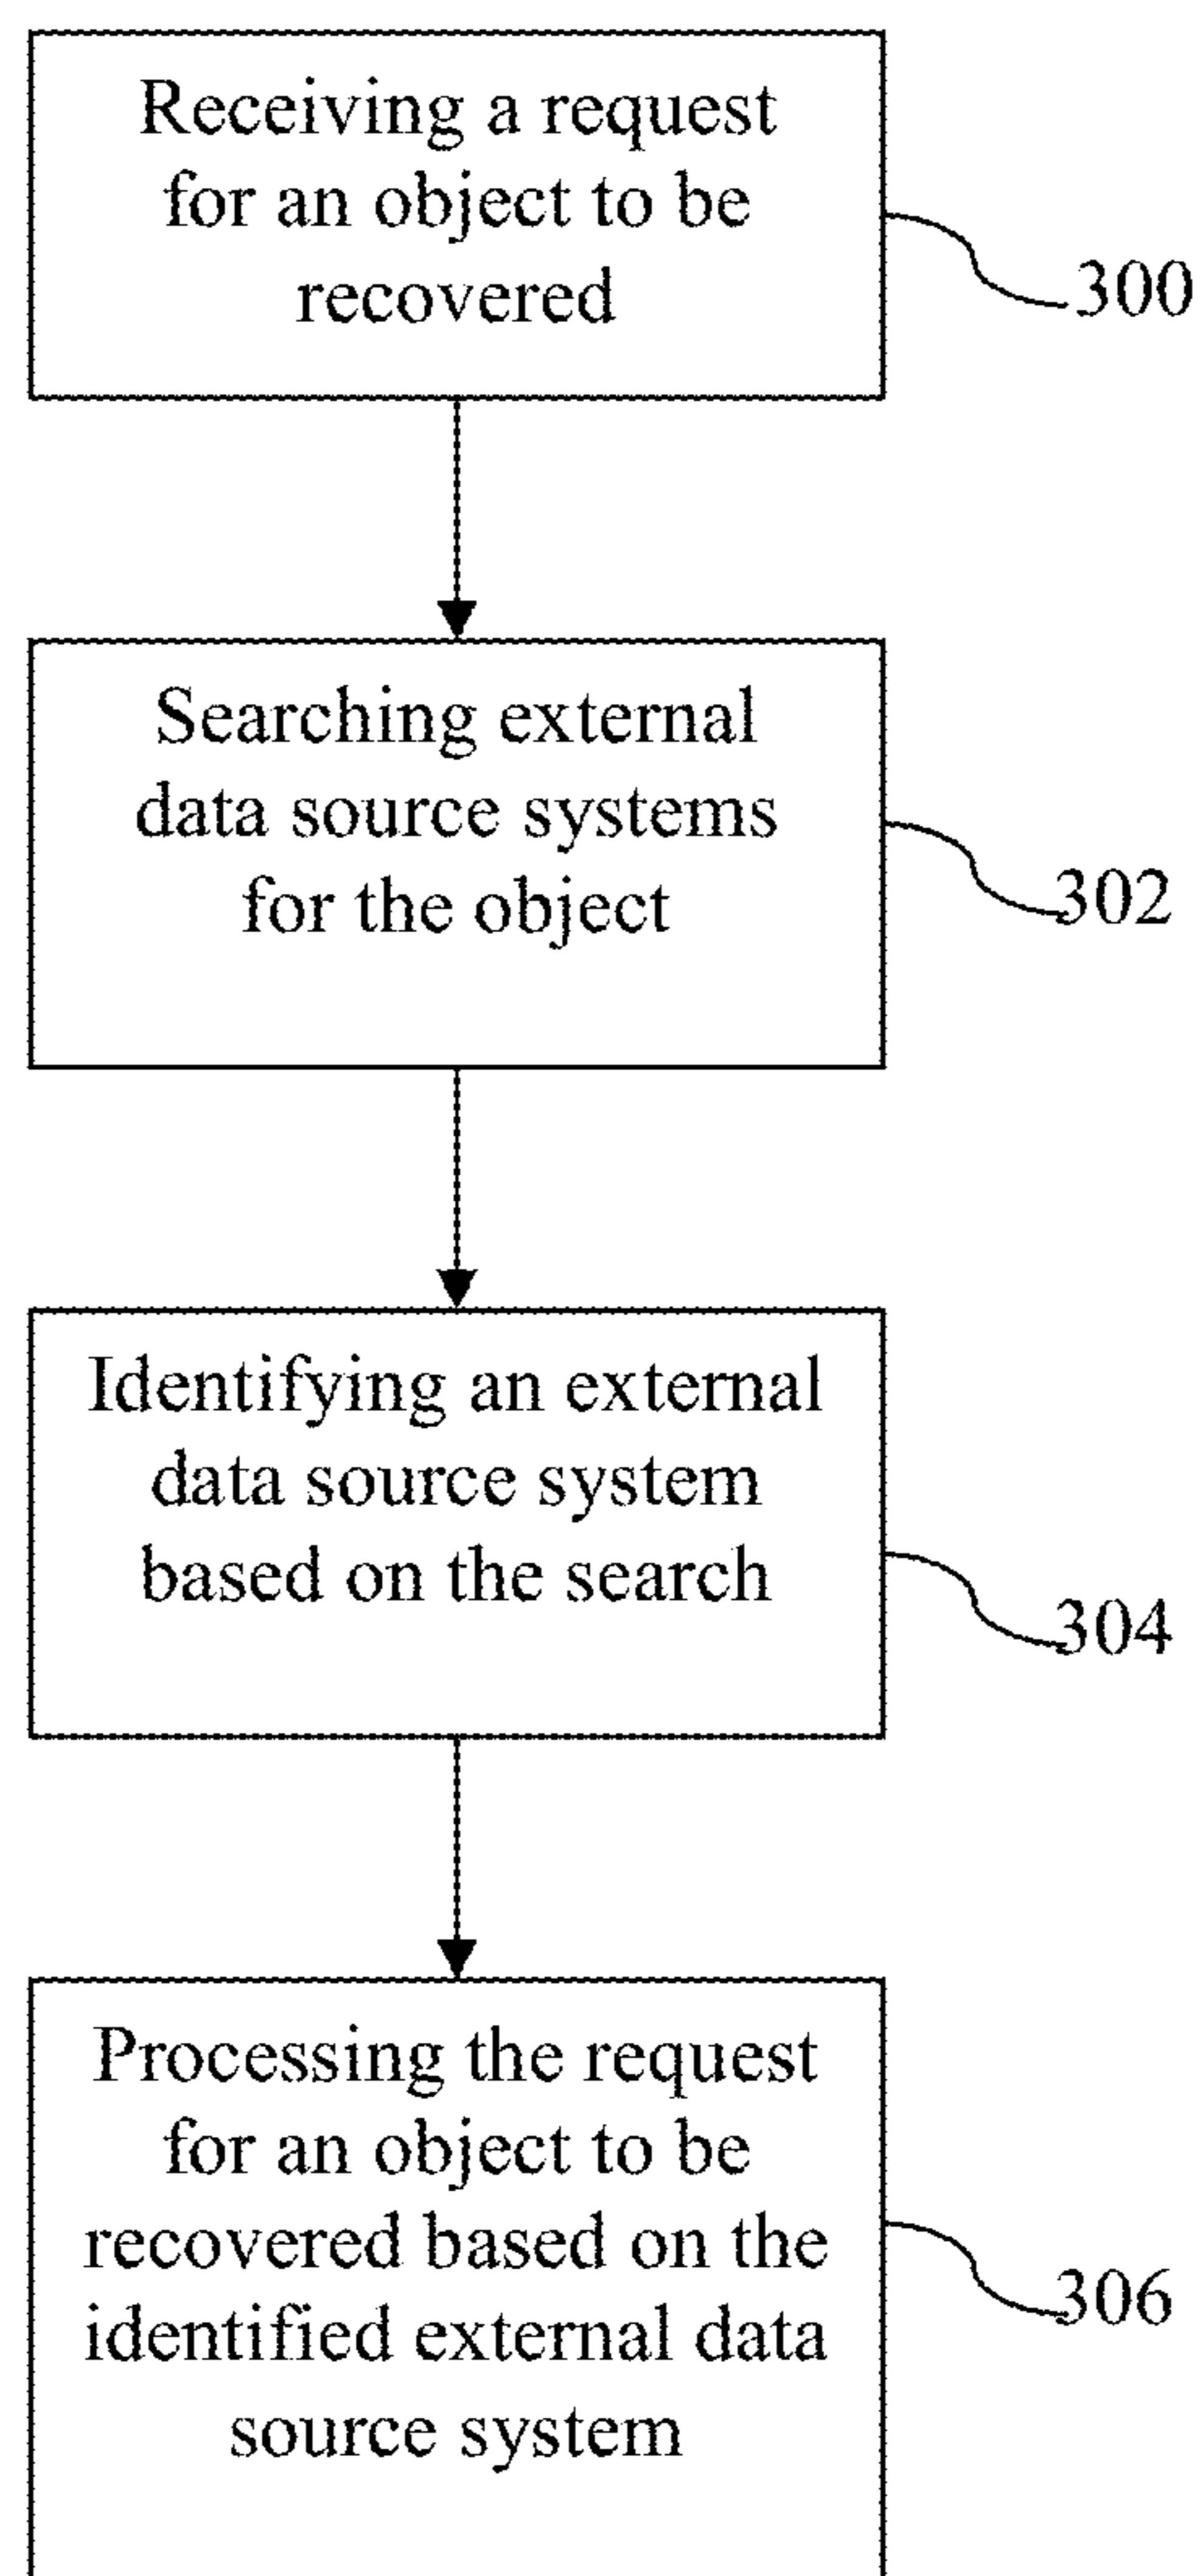 Receiving a request
for an object to be
recovered
300
Searching external
data source systems
for the object
302
Identifying an external
data source system
based on the search
304
Processing the request
for an object to be
recovered based on the
identified external data
source system
306